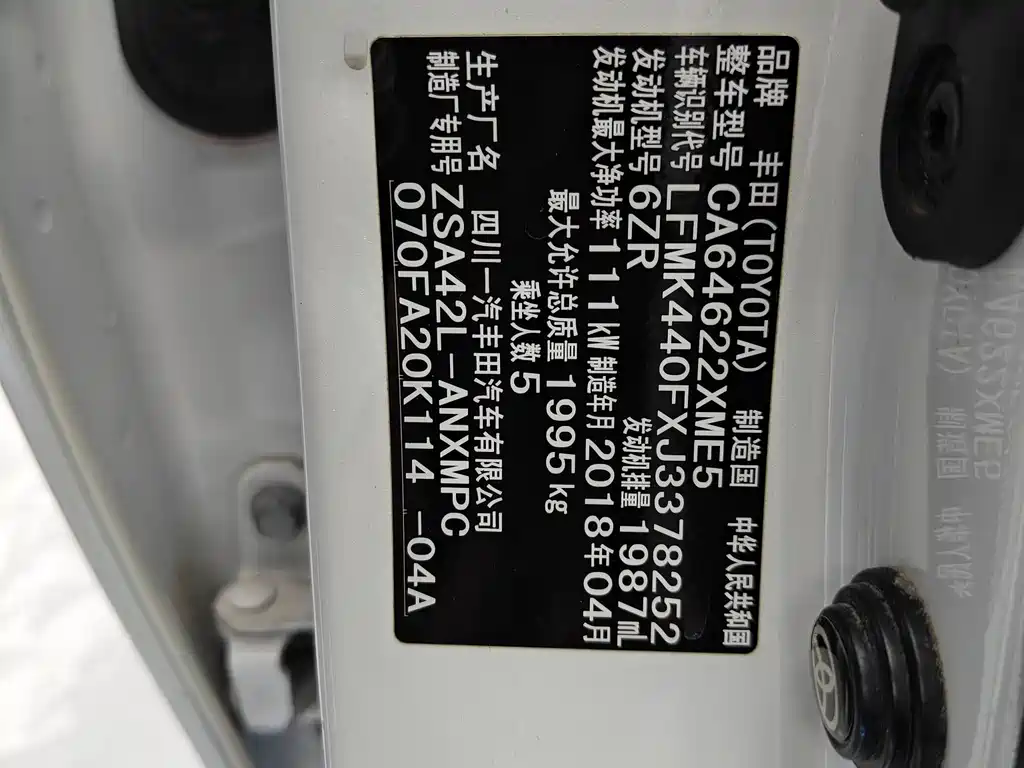 品牌 丰田(TOYOTA) 制造国 中华人民共和国
整车型号 CA64622XME5
车辆识别代号 LFMK440FXJ3378252
发动机型号 6ZR 发动机排量 1987mL
发动机最大净功率 111kW 制造年月 2018年04月
最大允许总质量 1995kg
乘坐人数 5
生产厂名 四川一汽丰田汽车有限公司
制造厂专用号 ZSA42L-ANXMPC
070FA20K114 -04A